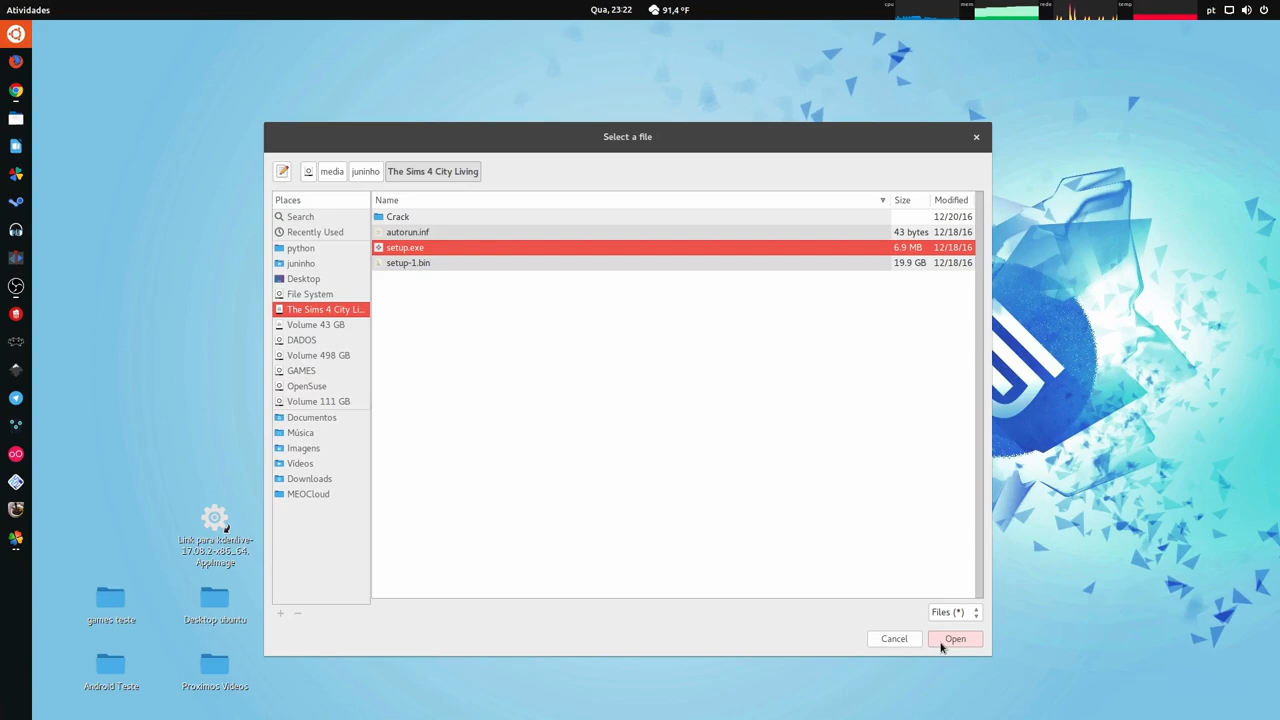 Atividades
Qua, 23:22
91,4 °F
cpu
mem
rede
temp
pt
Select a file
media
juninho
The Sims 4 City Living
Places
Name
Size
Modified
Search
Crack
12/20/16
Recently Used
autorun.inf
43 bytes
12/18/16
python
setup.exe
6.9 MB
12/18/16
juninho
setup-1.bin
19.9 GB
12/18/16
Desktop
File System
The Sims 4 City Li...
Volume 43 GB
DADOS
Volume 498 GB
GAMES
OpenSuse
Volume 111 GB
Documentos
Música
Imagens
Vídeos
Downloads
MEOCloud
Files (*)
Cancel
Open
Link para kdenlive-
17.08.2-x86_64.
AppImage
games teste
Desktop ubuntu
Android Teste
Proximos Videos